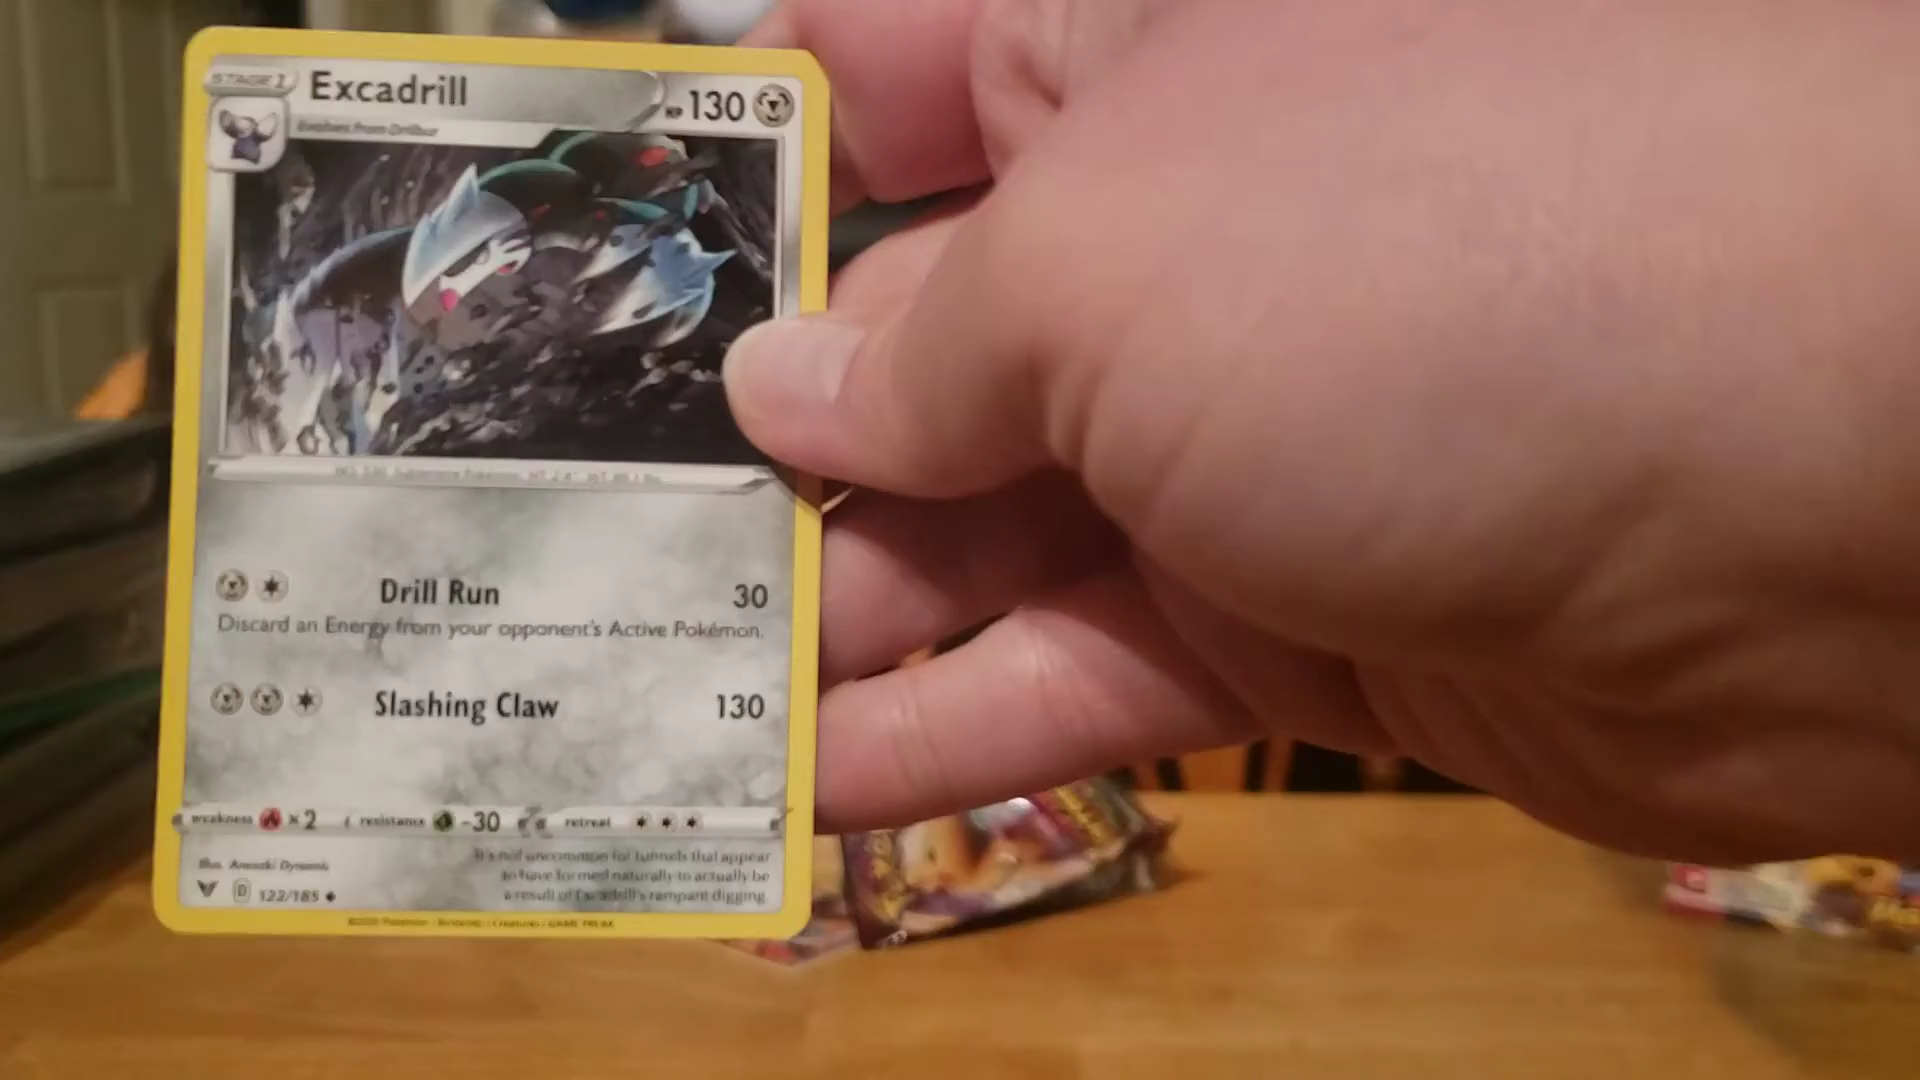 STAGE 1
Excadrill
HP 130
Evolves from Drilbur
Drill Run 30
Discard an Energy from your opponent's Active Pokémon.
Slashing Claw 130
weakness ×2 resistance -30 retreat
Illus. Anesaki Dynamic
It's not uncommon for tunnels that appear
to have formed naturally to actually be
a result of Excadrill's rampant digging.
D 122/185
©2020 Pokémon / Nintendo / Creatures / GAME FREAK